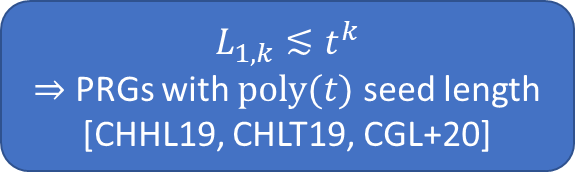 L_{1,k} ≲ t^k
⇒ PRGs with poly(t) seed length
[CHHL19, CHLT19, CGL+20]